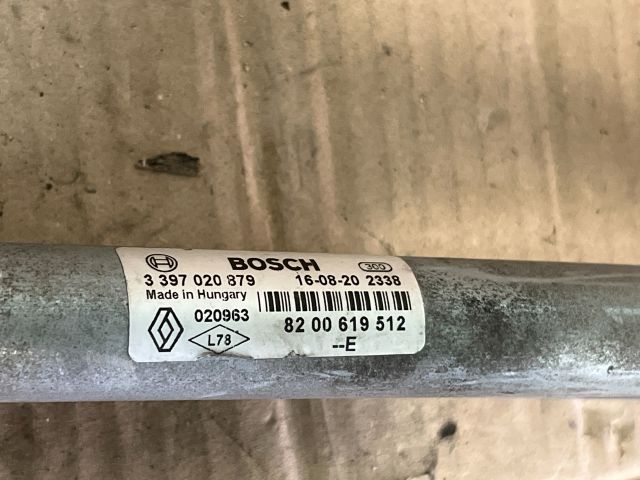 BOSCH 300
3 397 020 879 16-08-20 2338
Made in Hungary
020963 82 00 619 512
L78 --E